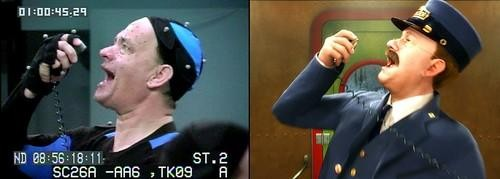 01:00:45.29
ND 08:56:18:11
ST.2
SC26A -AA6 ,TK09 A